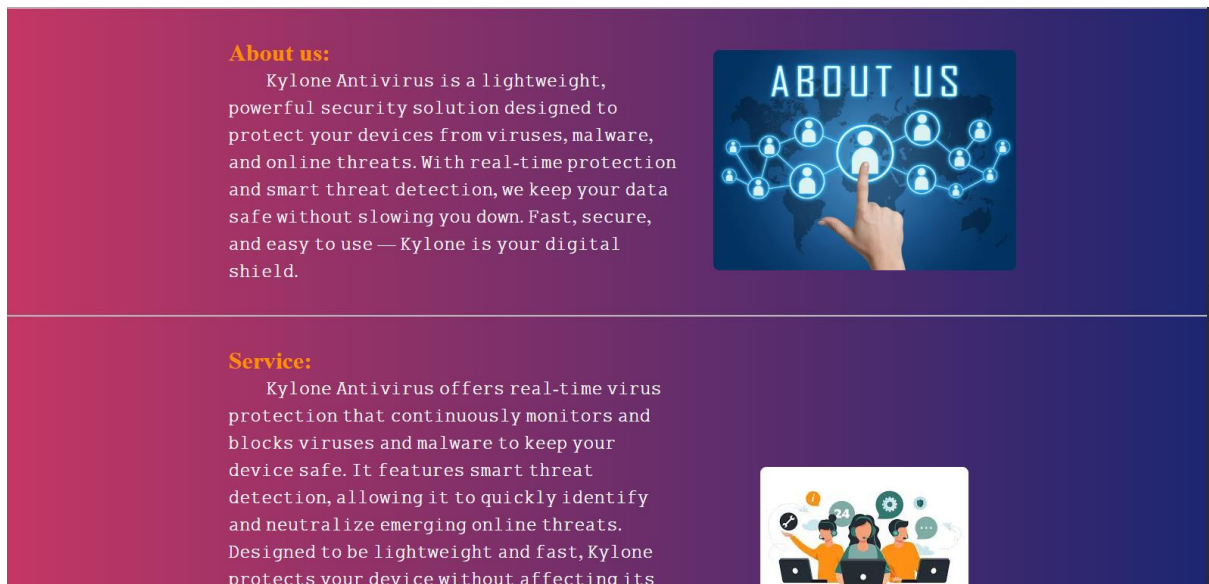 About us:
Kylone Antivirus is a lightweight,
powerful security solution designed to
protect your devices from viruses, malware,
and online threats. With real-time protection
and smart threat detection, we keep your data
safe without slowing you down. Fast, secure,
and easy to use — Kylone is your digital
shield.
ABOUT US
Service:
Kylone Antivirus offers real-time virus
protection that continuously monitors and
blocks viruses and malware to keep your
device safe. It features smart threat
detection, allowing it to quickly identify
and neutralize emerging online threats.
Designed to be lightweight and fast, Kylone
protects your device without affecting its
i
24